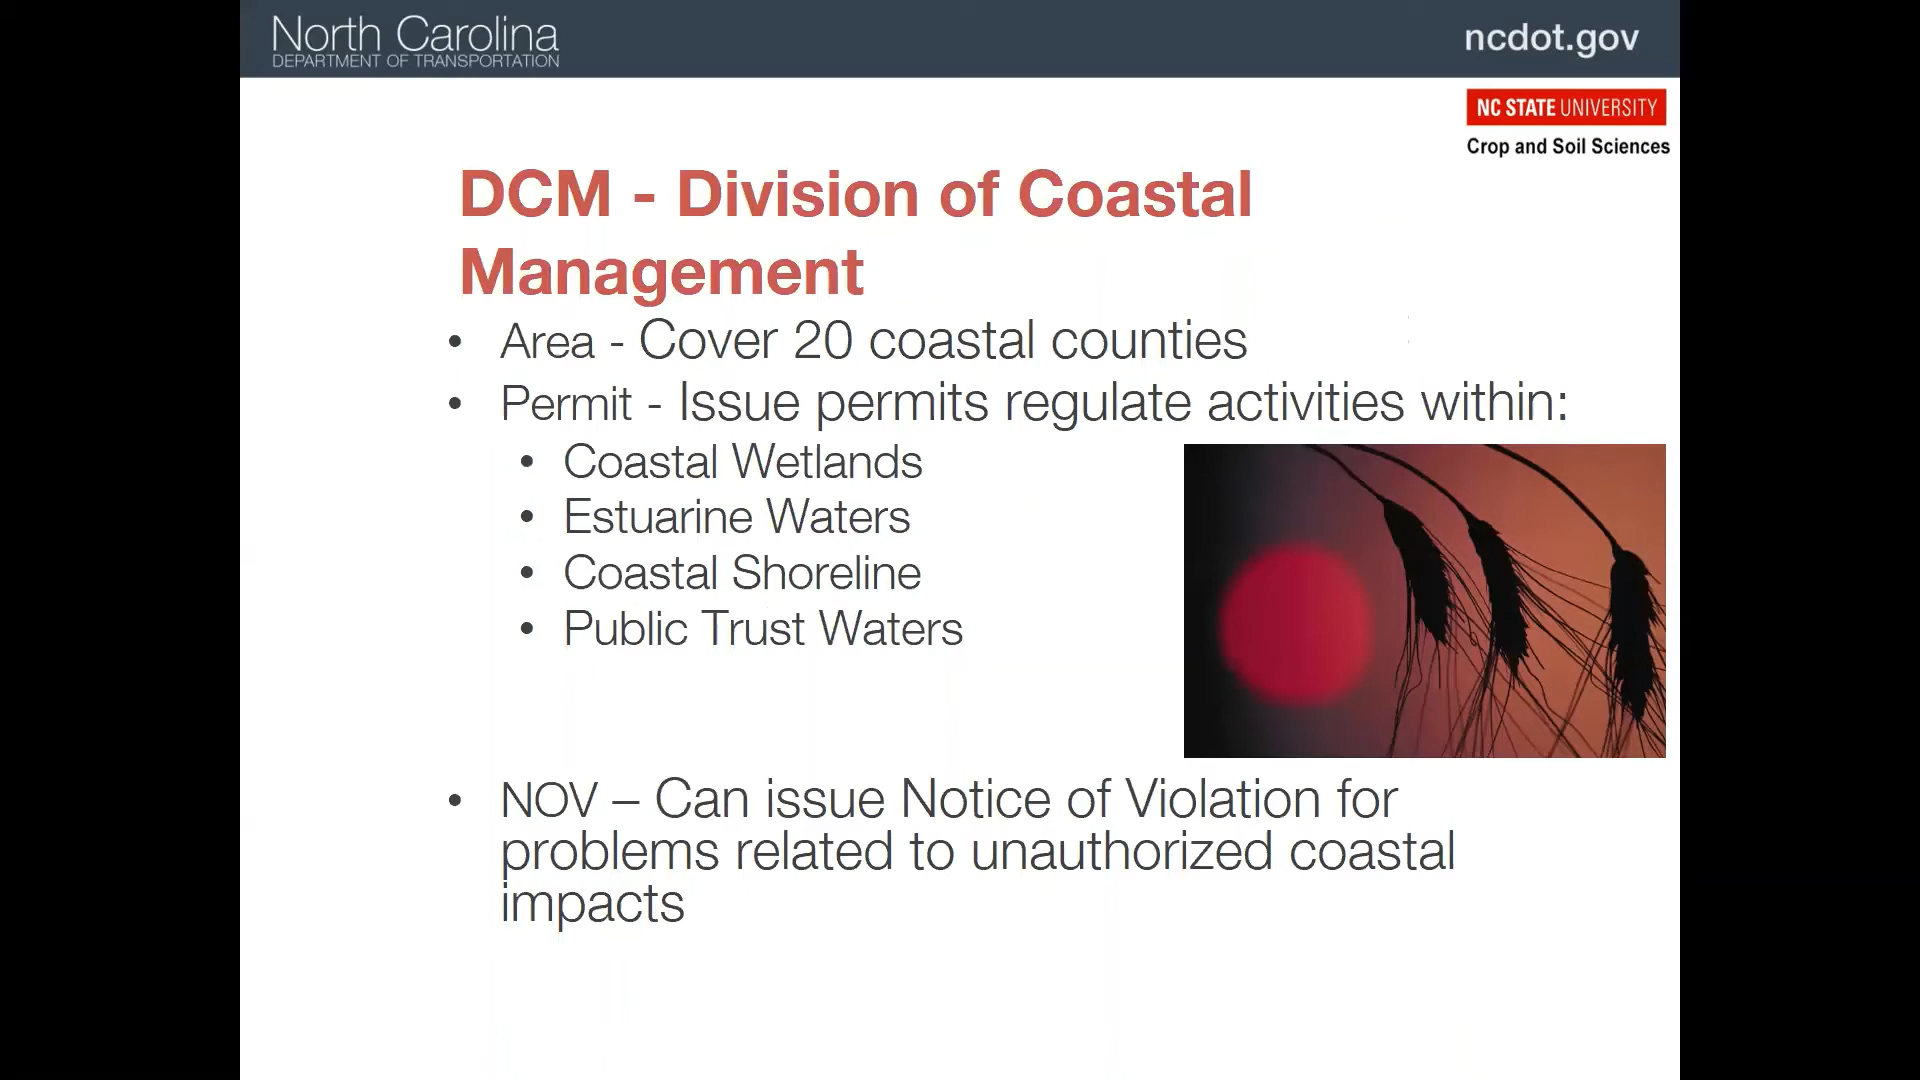 North Carolina
DEPARTMENT OF TRANSPORTATION
ncdot.gov
NC STATE UNIVERSITY
Crop and Soil Sciences
DCM - Division of Coastal
Management
• Area - Cover 20 coastal counties
• Permit - Issue permits regulate activities within:
• Coastal Wetlands
• Estuarine Waters
• Coastal Shoreline
• Public Trust Waters
• NOV – Can issue Notice of Violation for
problems related to unauthorized coastal
impacts